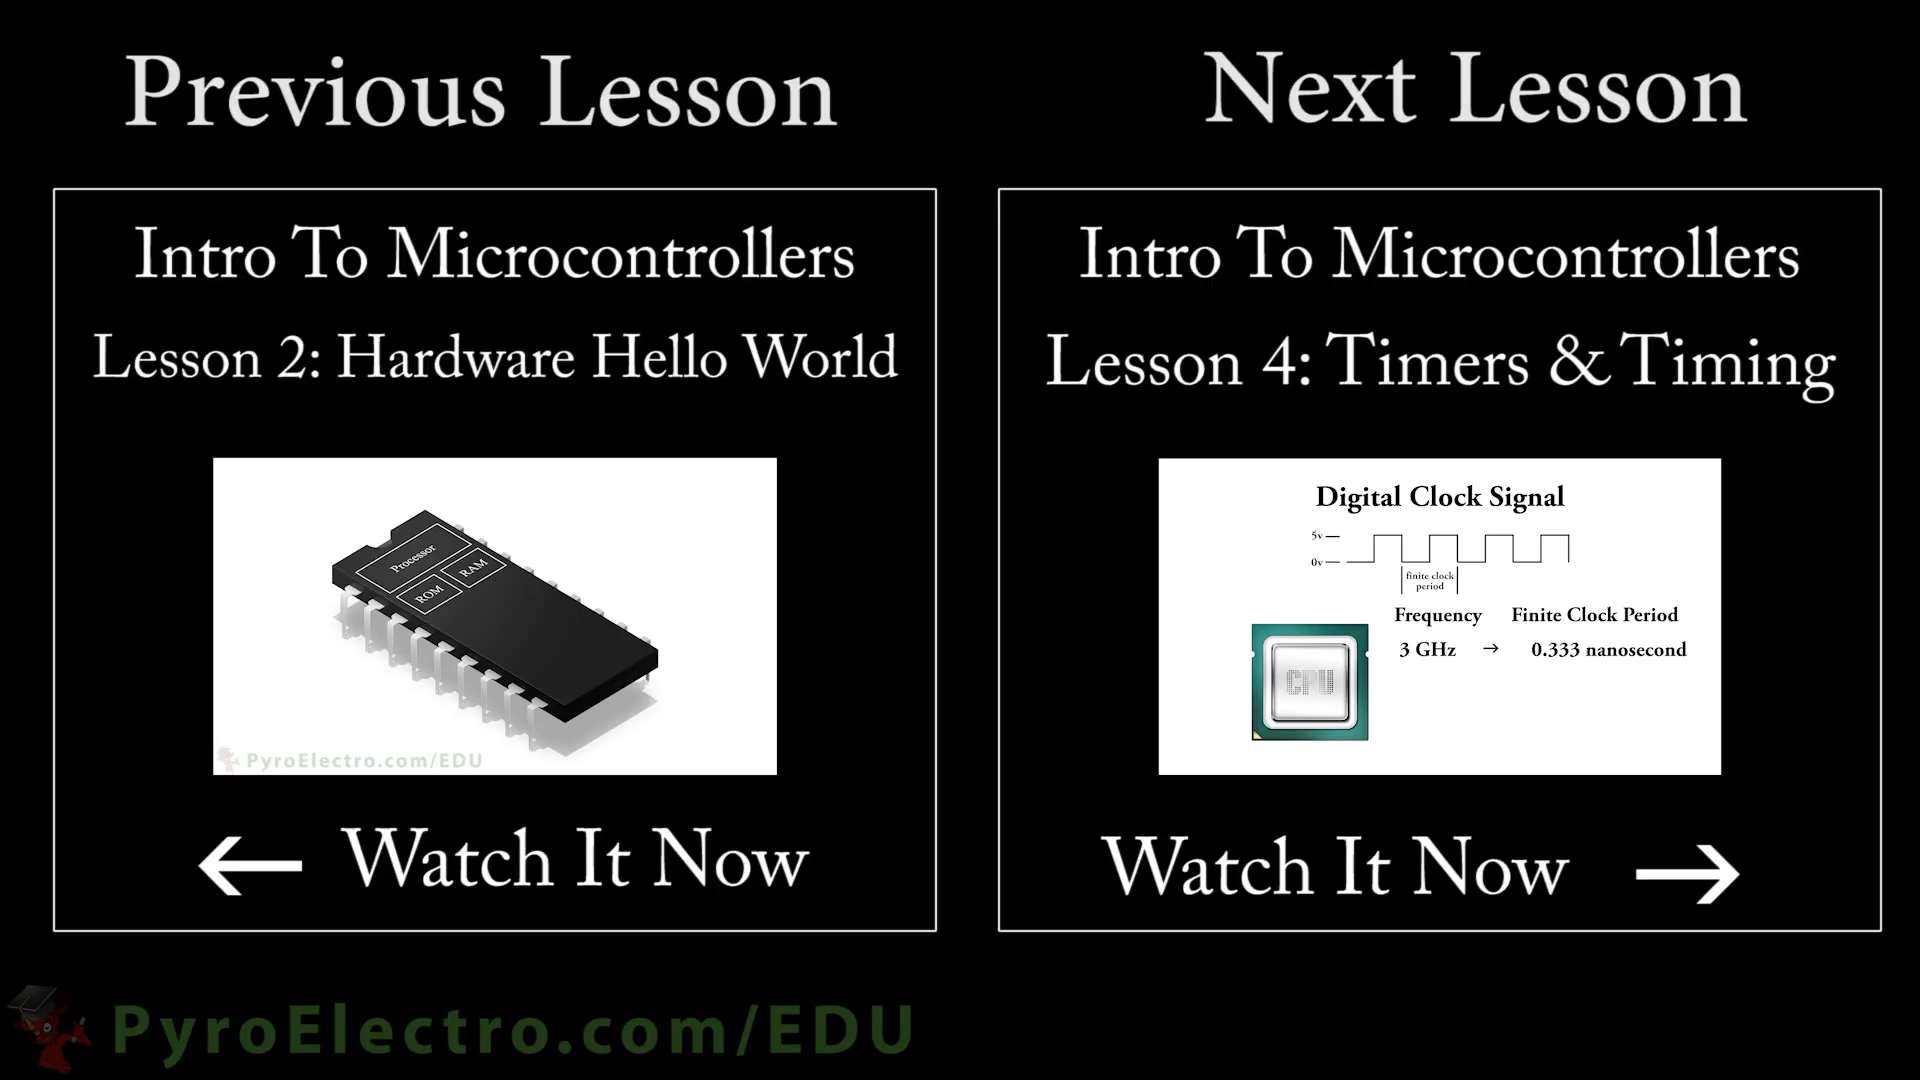 Previous Lesson
Intro To Microcontrollers
Lesson 2: Hardware Hello World
Processor
ROM
RAM
PyroElectro.com/EDU
← Watch It Now
Next Lesson
Intro To Microcontrollers
Lesson 4: Timers & Timing
Digital Clock Signal
5v
0v
finite clock
period
Frequency Finite Clock Period
3 GHz → 0.333 nanosecond
CPU
Watch It Now →
PyroElectro.com/EDU